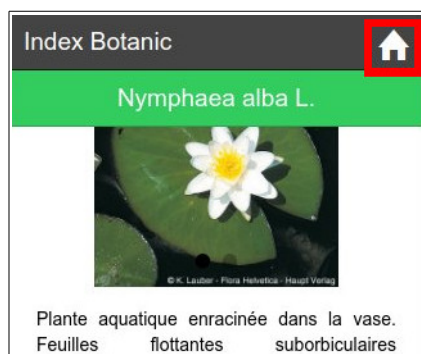 Index Botanic
Nymphaea alba L.
© K. Lauber - Flora Helvetica - Haupt Verlag
Plante aquatique enracinée dans la vase.
Feuilles flottantes suborbiculaires